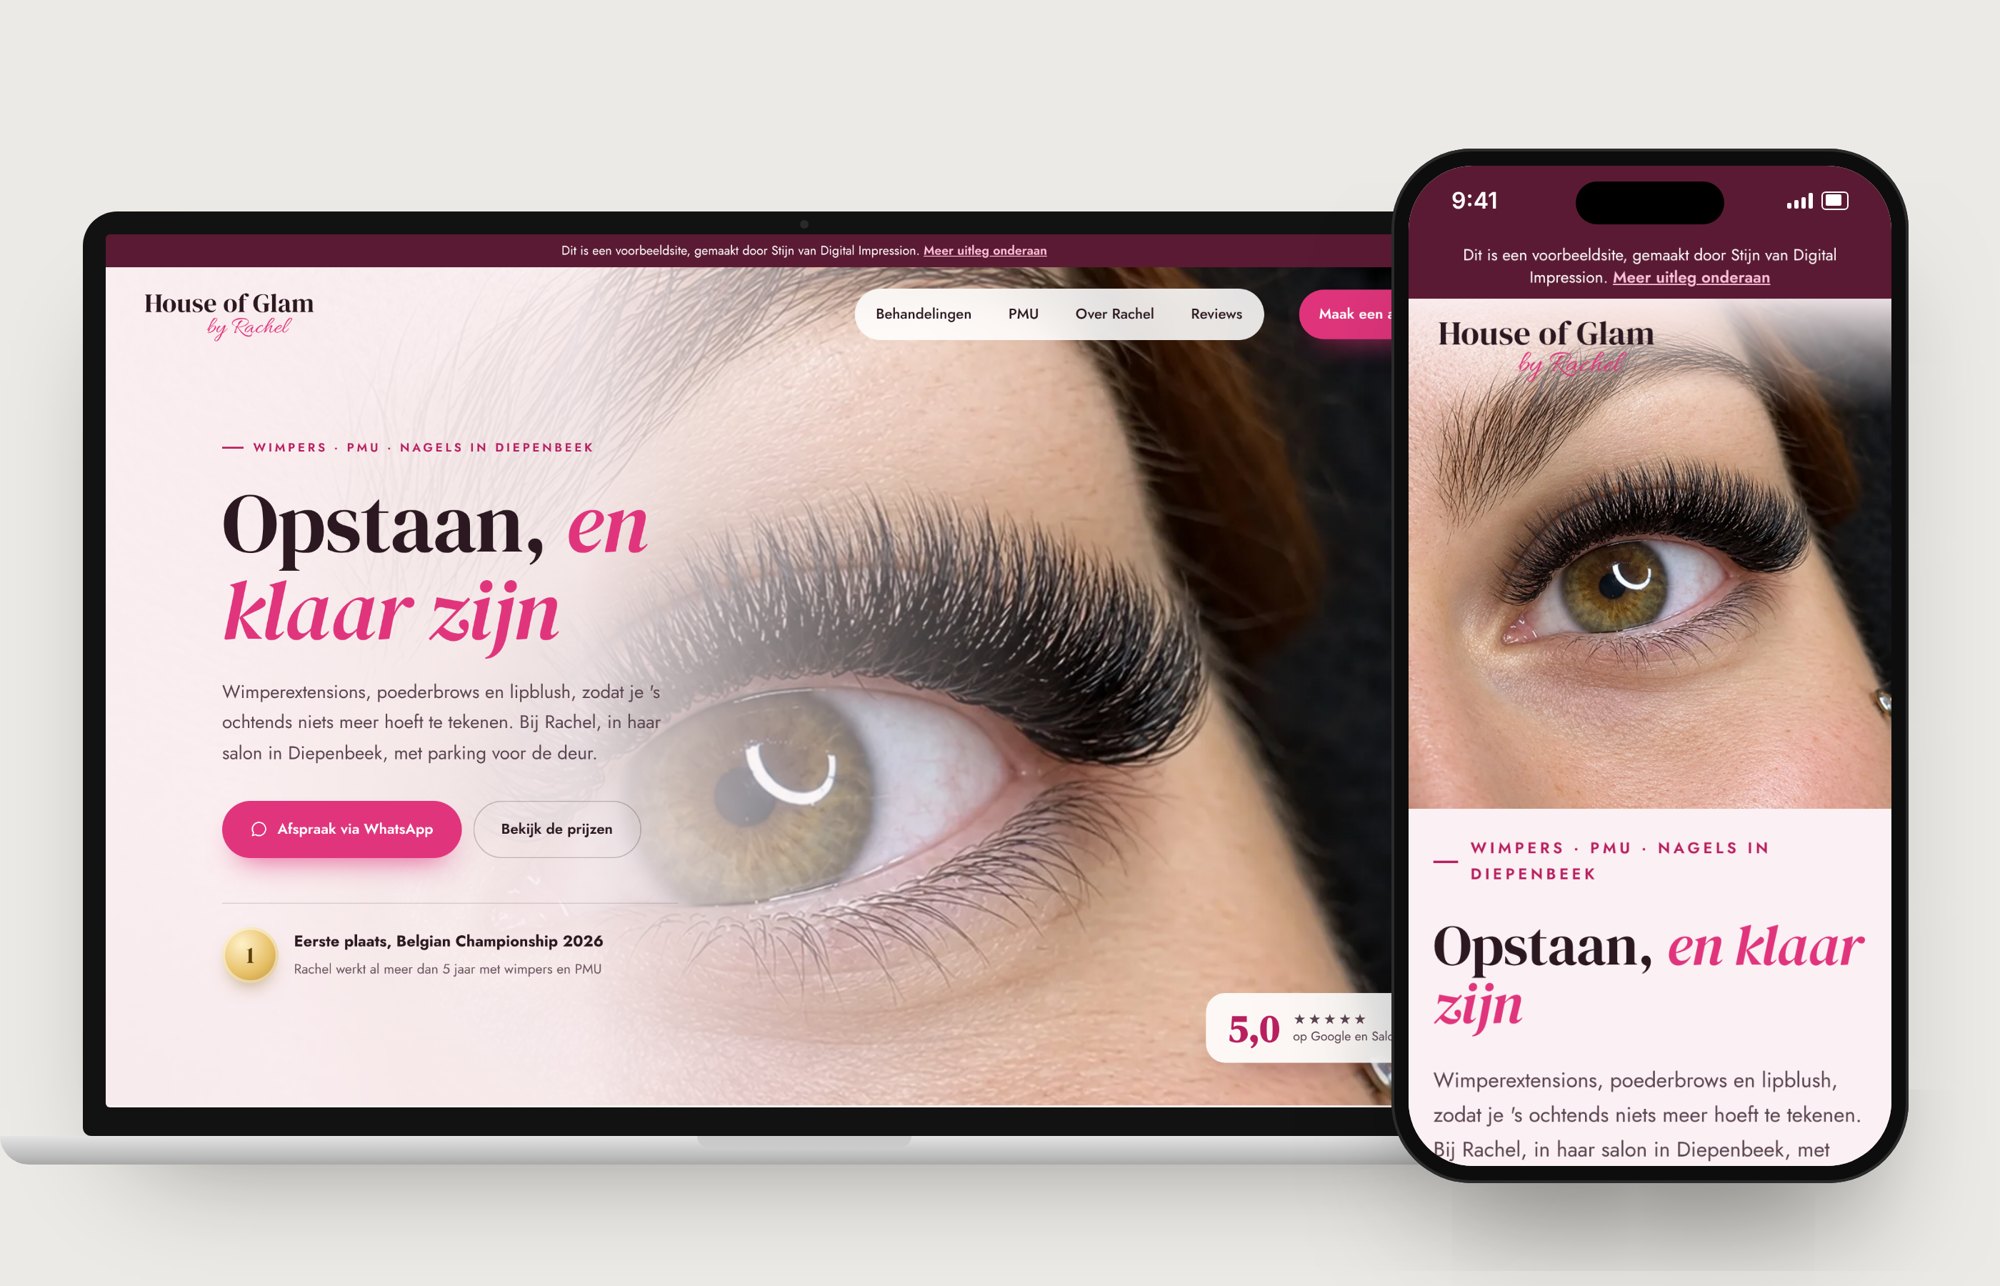 Dit is een voorbeeldsite, gemaakt door Stijn van Digital Impression. Meer uitleg onderaan
House of Glam
by Rachel
Behandelingen PMU Over Rachel Reviews
Maak een
WIMPERS · PMU · NAGELS IN DIEPENBEEK
Opstaan, en
klaar zijn
Wimperextensions, poederbrows en lipblush, zodat je 's
ochtends niets meer hoeft te tekenen. Bij Rachel, in haar
salon in Diepenbeek, met parking voor de deur.
Afspraak via WhatsApp
Bekijk de prijzen
1
Eerste plaats, Belgian Championship 2026
Rachel werkt al meer dan 5 jaar met wimpers en PMU
5,0
★★★★★
op Google en
9:41
Dit is een voorbeeldsite, gemaakt door Stijn van Digital
Impression. Meer uitleg onderaan
House of Glam
by Rachel
WIMPERS · PMU · NAGELS IN
DIEPENBEEK
Opstaan, en klaar
zijn
Wimperextensions, poederbrows en lipblush,
zodat je 's ochtends niets meer hoeft te tekenen.
Bij Rachel, in haar salon in Diepenbeek, met